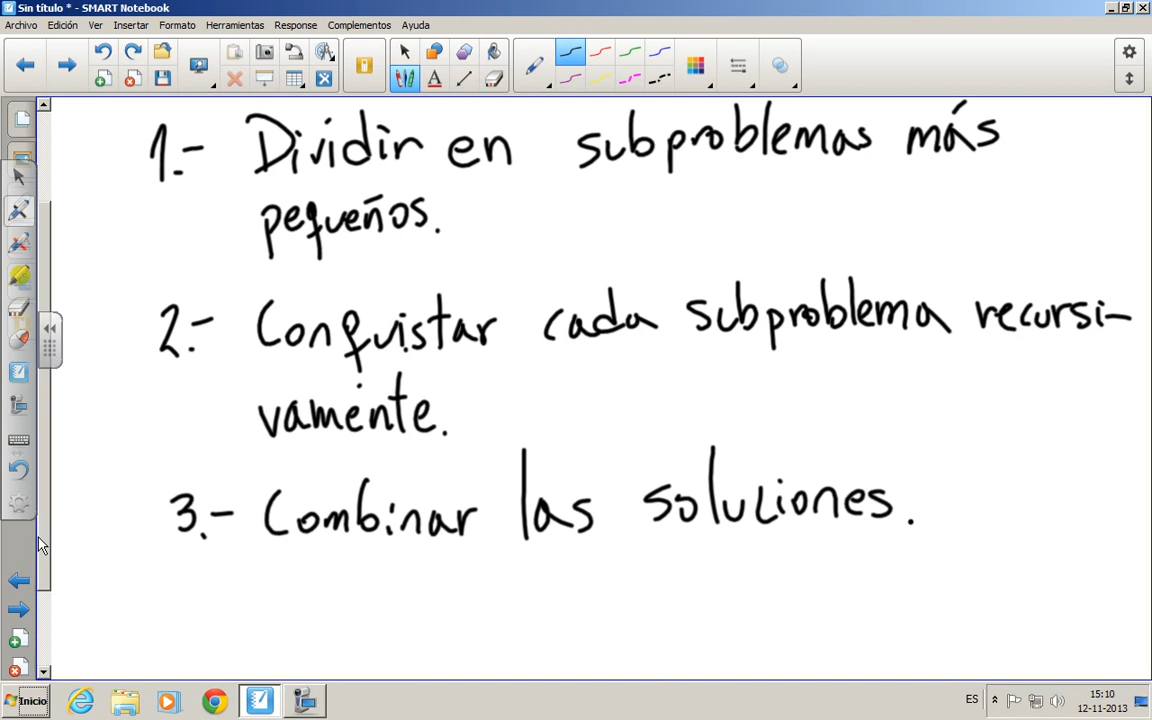 Sin título * - SMART Notebook
Archivo Edición Ver Insertar Formato Herramientas Response Complementos Ayuda
1.- Dividir en subproblemas más
pequeños.
2.- Conquistar cada subproblema recursi-
vamente.
3.- Combinar las soluciones.
Inicio
ES
15:10
12-11-2013